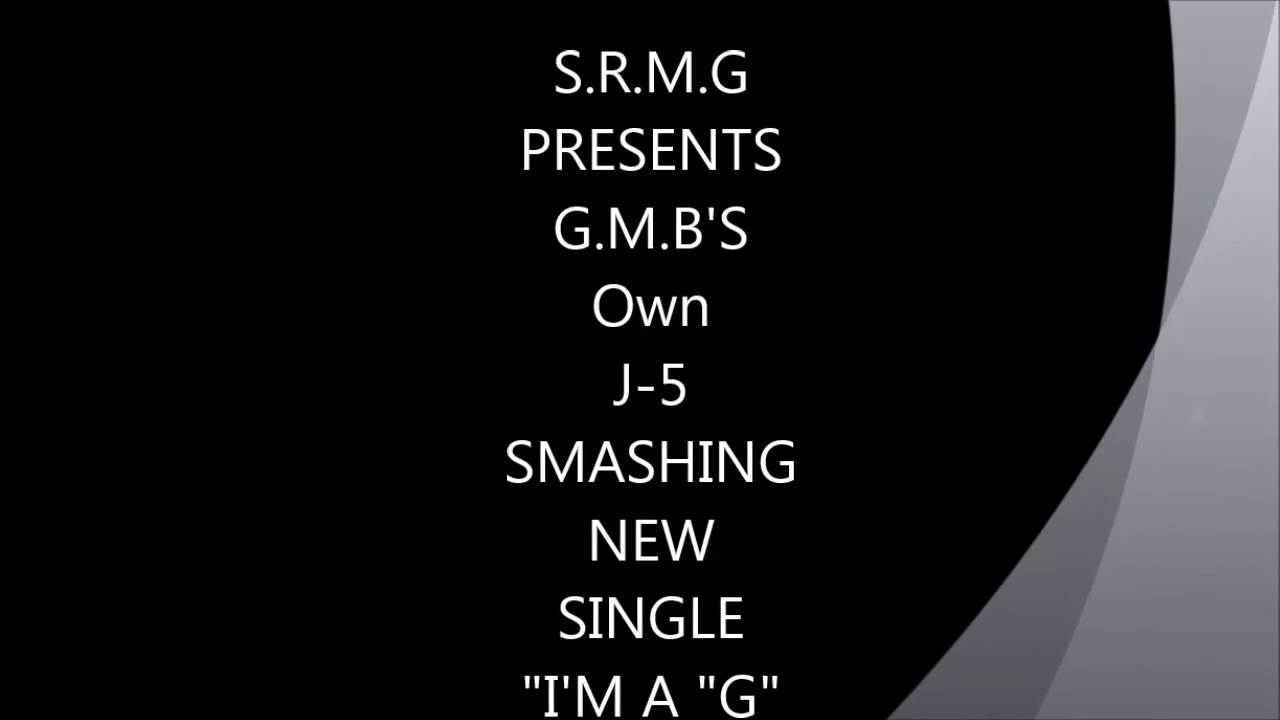 S.R.M.G
PRESENTS
G.M.B'S
Own
J-5
SMASHING
NEW
SINGLE
"I'M A "G"